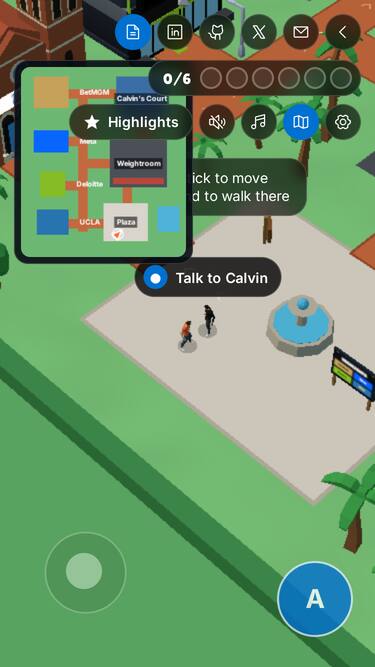 0/6
BetMGM
Calvin's Court
Highlights
Meta
Weightroom
ick to move
Deloitte
d to walk there
UCLA
Plaza
Talk to Calvin
A